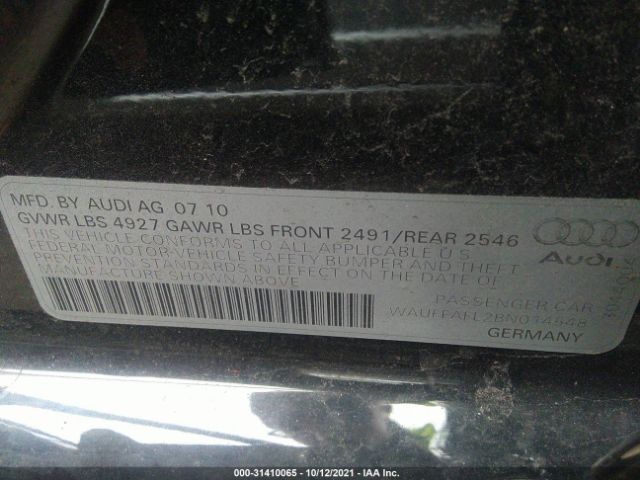 MFD. BY AUDI AG 07 10
GVWR LBS 4927 GAWR LBS FRONT 2491/REAR 2546
THIS VEHICLE CONFORMS TO ALL APPLICABLE U S
FEDERAL MOTOR-VEHICLE SAFETY BUMPER AND THEFT
PREVENTION STANDARDS IN EFFECT ON THE DATE OF
MANUFACTURE SHOWN ABOVE
Audi
PASSENGER CAR
WAUFFAFL2BN014548
GERMANY
000-31410065 - 10/12/2021 - IAA Inc.